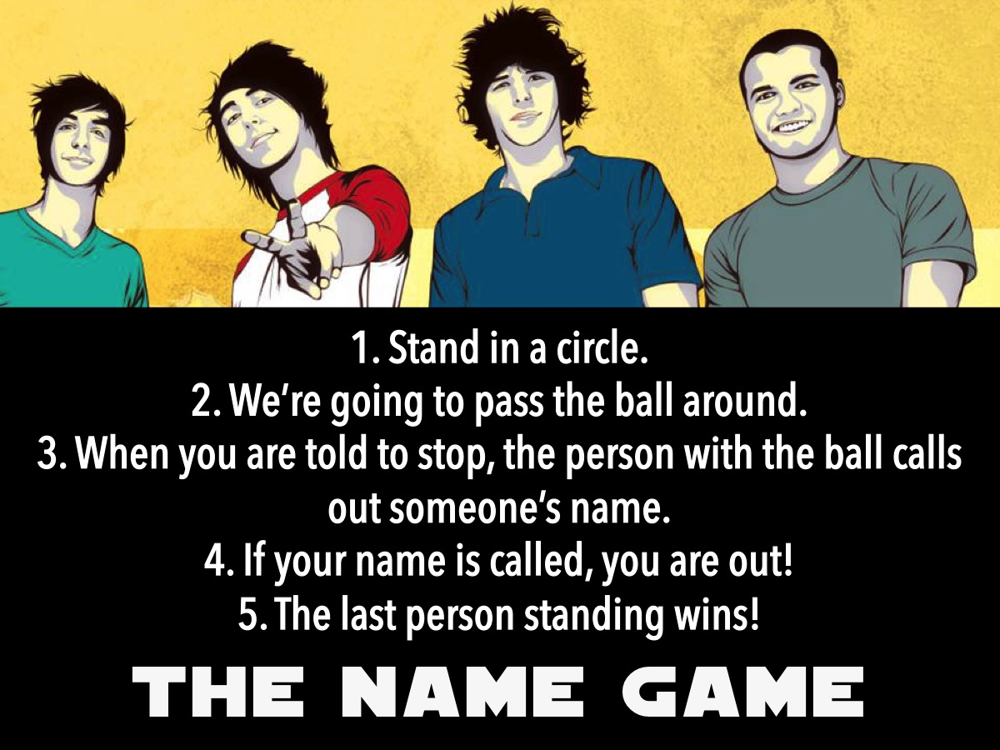 1. Stand in a circle.
2. We’re going to pass the ball around.
3. When you are told to stop, the person with the ball calls
out someone’s name.
4. If your name is called, you are out!
5. The last person standing wins!
THE NAME GAME